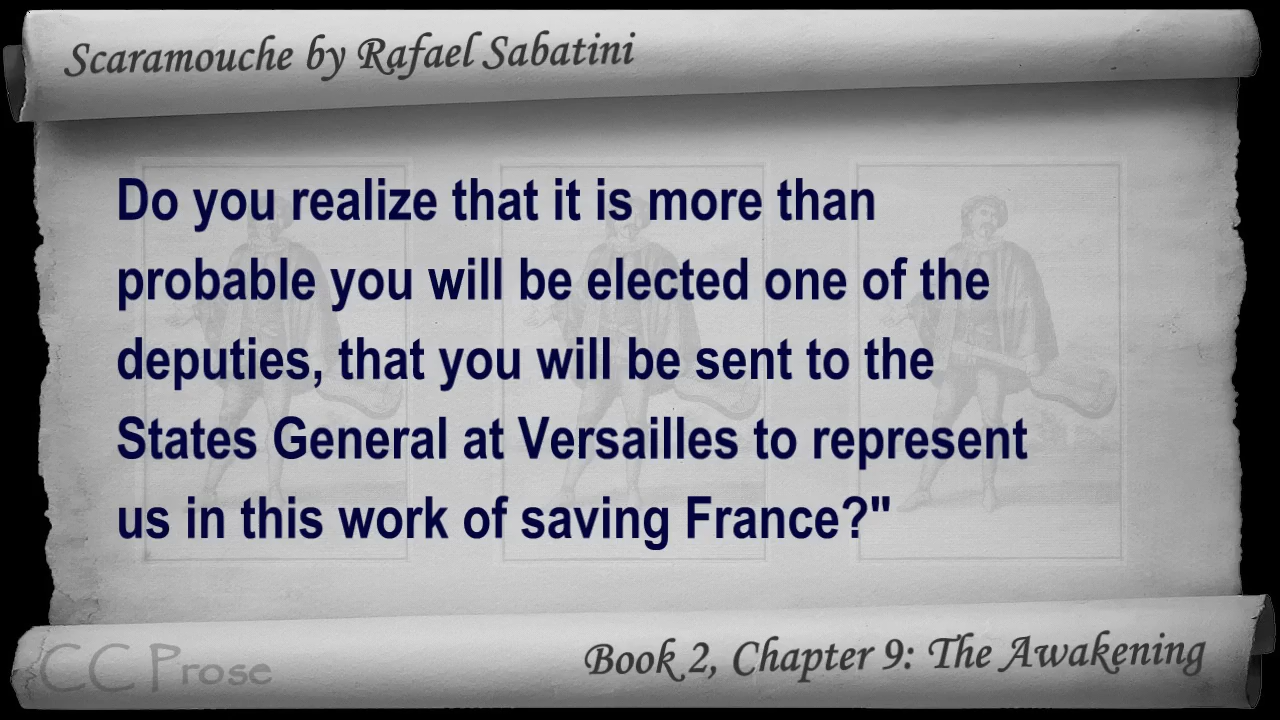 Scaramouche by Rafael Sabatini
Do you realize that it is more than
probable you will be elected one of the
deputies, that you will be sent to the
States General at Versailles to represent
us in this work of saving France?"
CC Prose
Book 2, Chapter 9: The Awakening